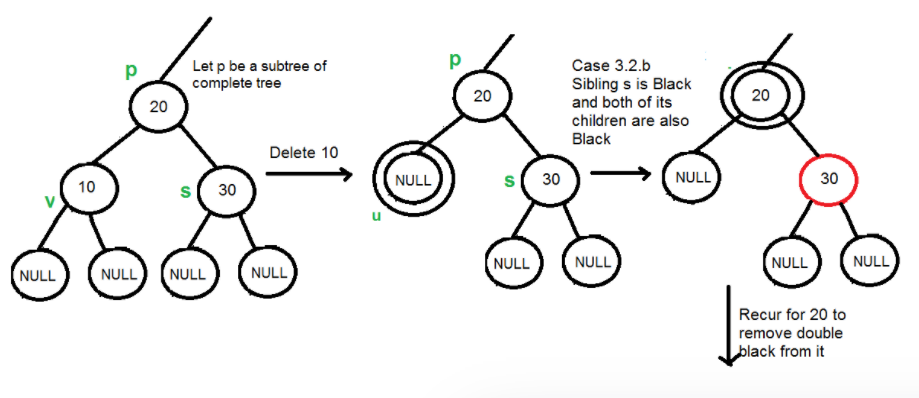 p
Let p be a subtree of
complete tree
20
v
10
s
30
NULL
NULL
NULL
NULL
Delete 10
p
20
NULL
u
s
30
NULL
NULL
Case 3.2.b
Sibling s is Black
and both of its
children are also
Black
20
NULL
30
NULL
NULL
Recur for 20 to
remove double
black from it